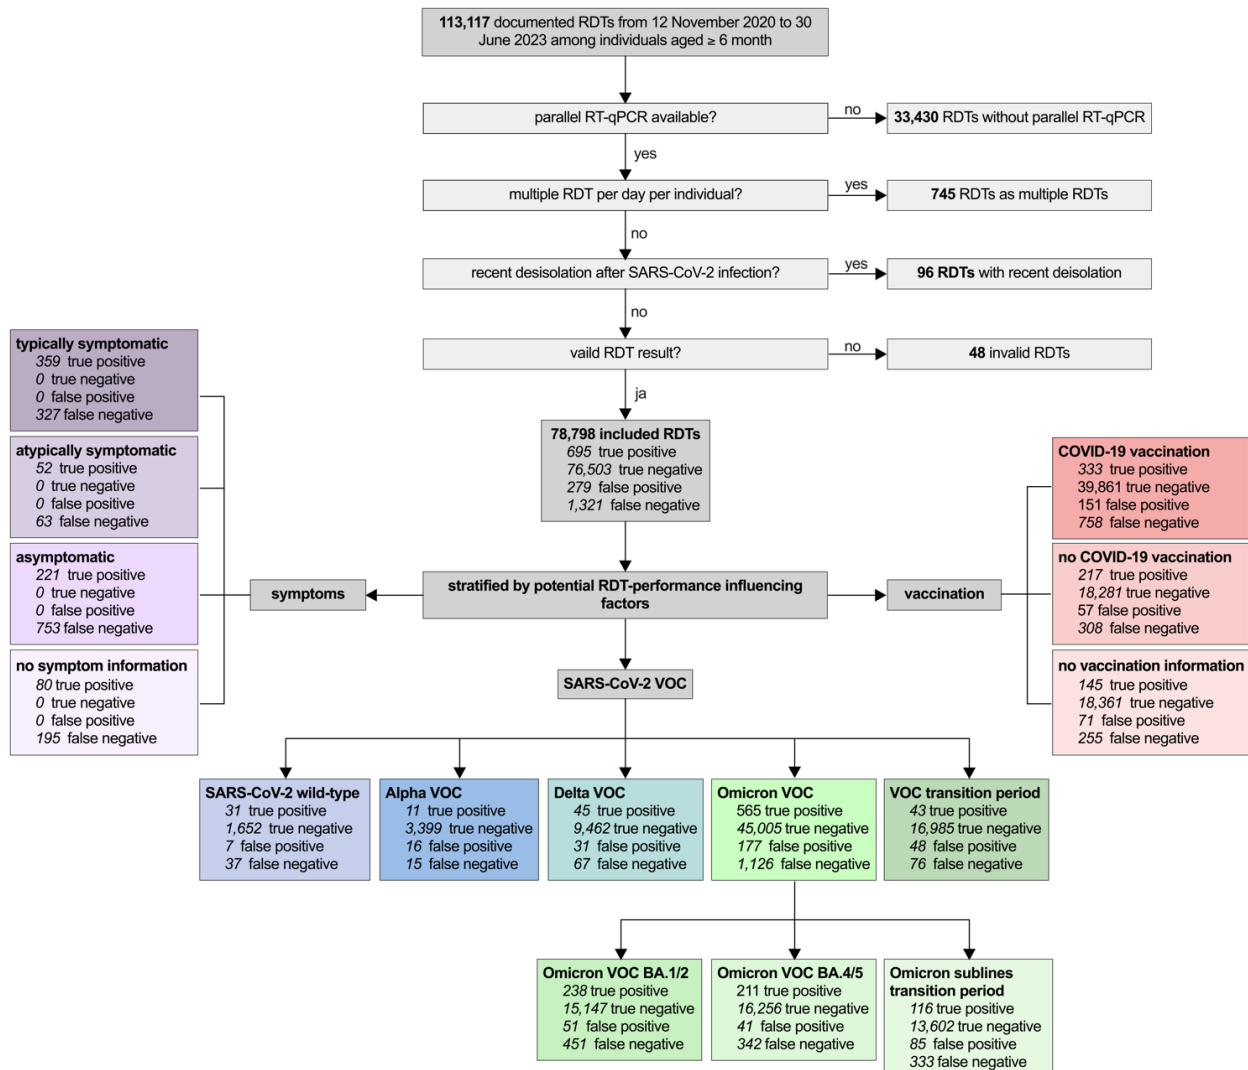 113,117 documented RDTs from 12 November 2020 to 30
June 2023 among individuals aged ≥ 6 month
parallel RT-qPCR available?
no
33,430 RDTs without parallel RT-qPCR
yes
multiple RDT per day per individual?
yes
745 RDTs as multiple RDTs
no
recent desisolation after SARS-CoV-2 infection?
yes
96 RDTs with recent deisolation
no
vaild RDT result?
no
48 invalid RDTs
ja
78,798 included RDTs
695 true positive
76,503 true negative
279 false positive
1,321 false negative
typically symptomatic
359 true positive
0 true negative
0 false positive
327 false negative
atypically symptomatic
52 true positive
0 true negative
0 false positive
63 false negative
asymptomatic
221 true positive
0 true negative
0 false positive
753 false negative
no symptom information
80 true positive
0 true negative
0 false positive
195 false negative
symptoms
stratified by potential RDT-performance influencing
factors
vaccination
COVID-19 vaccination
333 true positive
39,861 true negative
151 false positive
758 false negative
no COVID-19 vaccination
217 true positive
18,281 true negative
57 false positive
308 false negative
no vaccination information
145 true positive
18,361 true negative
71 false positive
255 false negative
SARS-CoV-2 VOC
SARS-CoV-2 wild-type
31 true positive
1,652 true negative
7 false positive
37 false negative
Alpha VOC
11 true positive
3,399 true negative
16 false positive
15 false negative
Delta VOC
45 true positive
9,462 true negative
31 false positive
67 false negative
Omicron VOC
565 true positive
45,005 true negative
177 false positive
1,126 false negative
VOC transition period
43 true positive
16,985 true negative
48 false positive
76 false negative
Omicron VOC BA.1/2
238 true positive
15,147 true negative
51 false positive
451 false negative
Omicron VOC BA.4/5
211 true positive
16,256 true negative
41 false positive
342 false negative
Omicron sublines
transition period
116 true positive
13,602 true negative
85 false positive
333 false negative